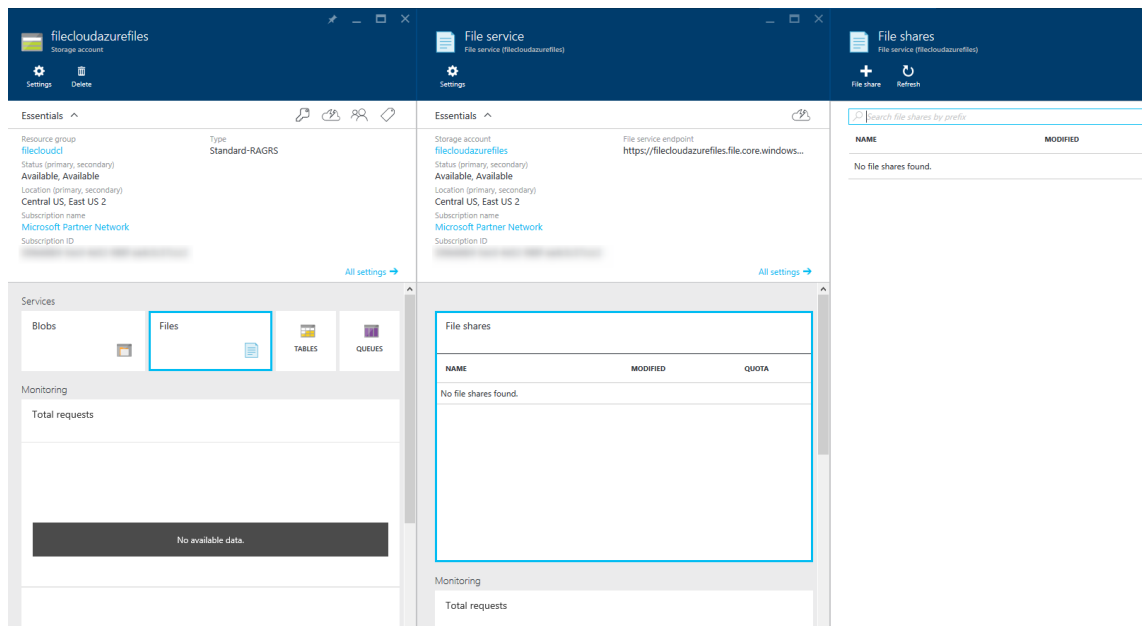 filecloudazurefiles
Storage account
Settings
Delete
Essentials
Resource group
filecloudcl
Type
Standard-RAGRS
Status (primary, secondary)
Available, Available
Location (primary, secondary)
Central US, East US 2
Subscription name
Microsoft Partner Network
Subscription ID
All settings
Services
Blobs
Files
TABLES
QUEUES
Monitoring
Total requests
No available data.
File service
File service (filecloudazurefiles)
Settings
Essentials
Storage account
filecloudazurefiles
File service endpoint
https://filecloudazurefiles.file.core.windows...
Status (primary, secondary)
Available, Available
Location (primary, secondary)
Central US, East US 2
Subscription name
Microsoft Partner Network
Subscription ID
All settings
File shares
NAME MODIFIED QUOTA
No file shares found.
Monitoring
Total requests
File shares
File service (filecloudazurefiles)
File share
Refresh
Search file shares by prefix
NAME MODIFIED
No file shares found.